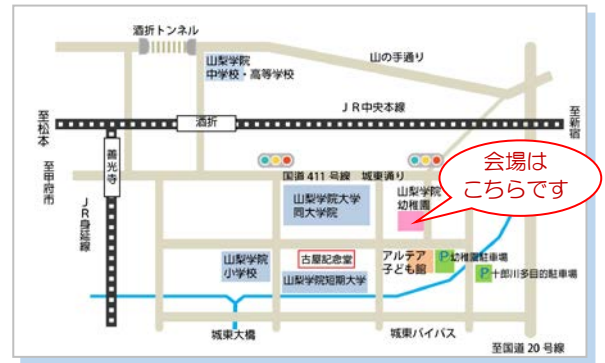 酒折トンネル
山の手通り
山梨学院
中学校・高等学校
JR中央本線
至松本
酒折
至新宿
善光寺
至甲府市
国道411号線 城東通り
会場は
こちらです
山梨学院
幼稚園
山梨学院大学
同大学院
JR身延線
山梨学院
小学校
古屋記念堂
アルテア
子ども館
P幼稚園駐車場
山梨学院短期大学
P十郎川多目的駐車場
城東大橋
城東バイパス
至国道20号線